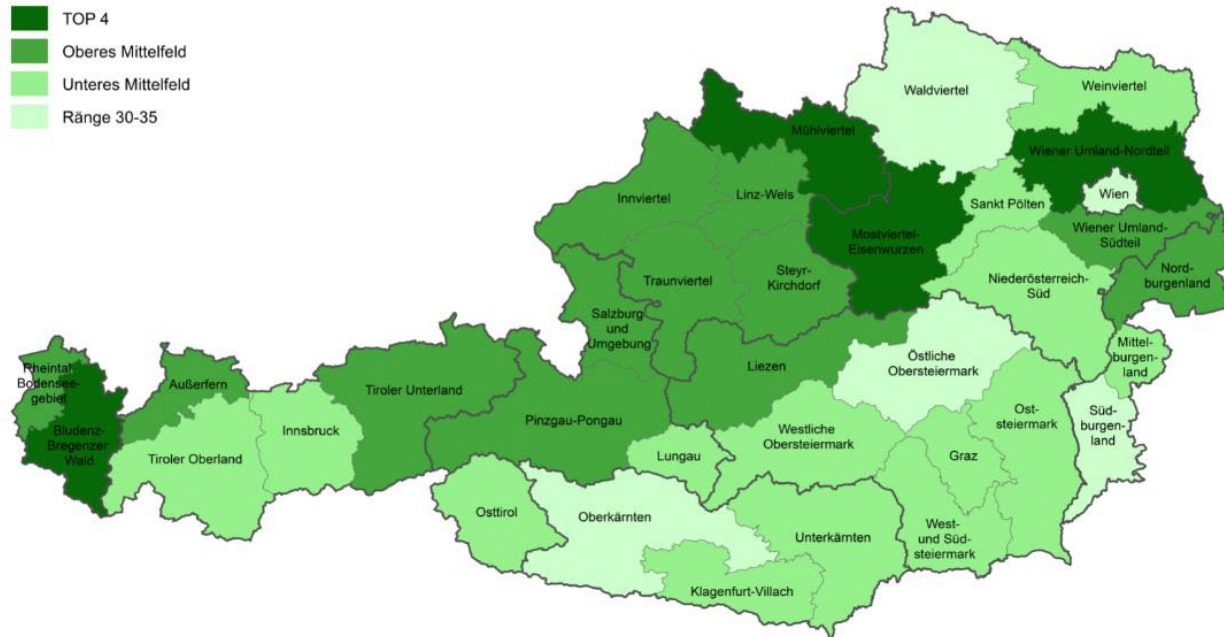 TOP 4
Oberes Mittelfeld
Unteres Mittelfeld
Ränge 30-35
Waldviertel
Weinviertel
Mühlviertel
Wiener Umland-Nordteil
Innviertel
Linz-Wels
Sankt Pölten
Wien
Mostviertel-
Eisenwurzen
Wiener Umland-
Südteil
Traunviertel
Steyr-
Kirchdorf
Niederösterreich-
Süd
Nord-
burgenland
Salzburg
und
Umgebung
Mittel-
burgen-
land
Rheintal
Bodensee-
gebiet
Außerfern
Tiroler Unterland
Liezen
Östliche
Obersteiermark
Pinzgau-Pongau
Bludenz-
Bregenzer
Wald
Innsbruck
Tiroler Oberland
Lungau
Westliche
Obersteiermark
Graz
Ost-
steiermark
Süd-
burgen-
land
Osttirol
Oberkärnten
Unterkärnten
West-
und Süd-
steiermark
Klagenfurt-Villach